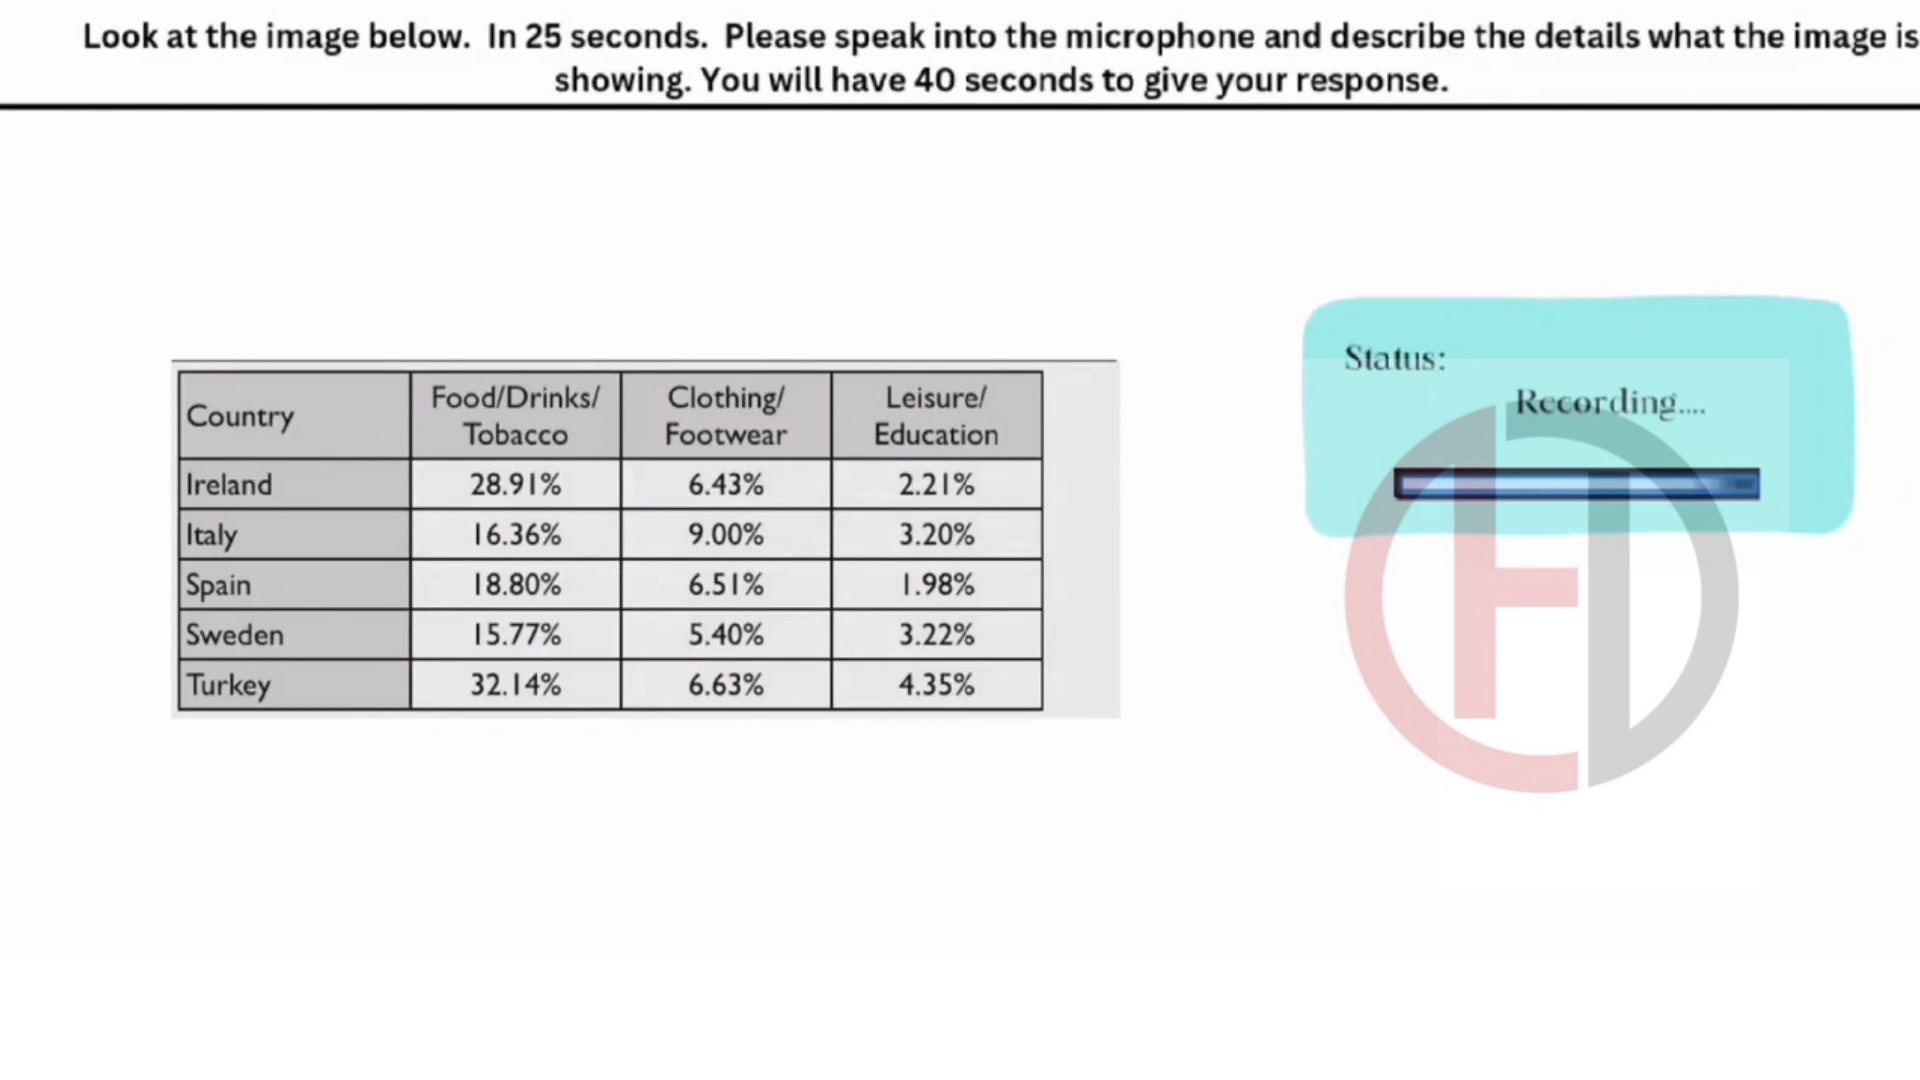 Look at the image below.  In 25 seconds.  Please speak into the microphone and describe the details what the image is
showing. You will have 40 seconds to give your response.
Status:
Recording....
Country Food/Drinks/ Tobacco Clothing/ Footwear Leisure/ Education
Ireland 28.91% 6.43% 2.21%
Italy 16.36% 9.00% 3.20%
Spain 18.80% 6.51% 1.98%
Sweden 15.77% 5.40% 3.22%
Turkey 32.14% 6.63% 4.35%